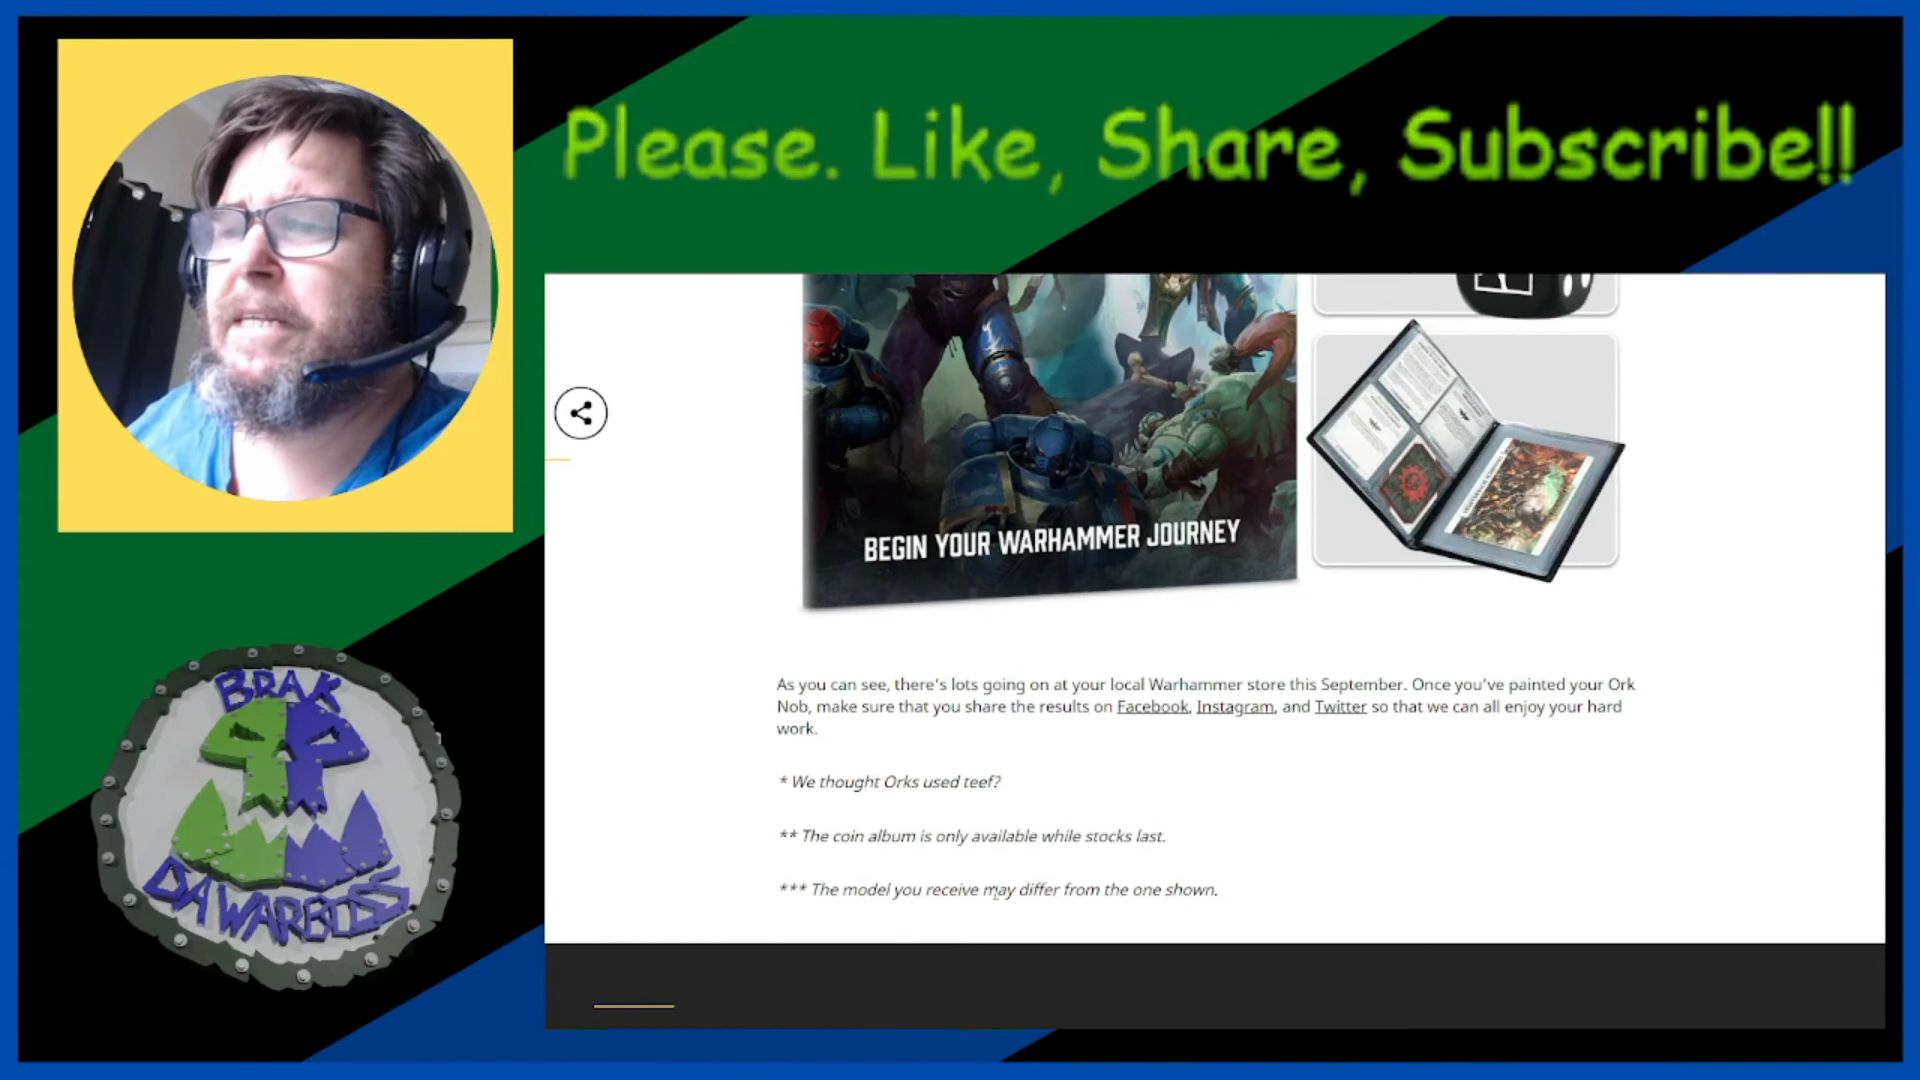 Please. Like, Share, Subscribe!!
BEGIN YOUR WARHAMMER JOURNEY
As you can see, there's lots going on at your local Warhammer store this September. Once you've painted your Ork
Nob, make sure that you share the results on Facebook, Instagram, and Twitter so that we can all enjoy your hard
work.
* We thought Orks used teef?
** The coin album is only available while stocks last.
*** The model you receive may differ from the one shown.
BRAK
DAWARBOSS